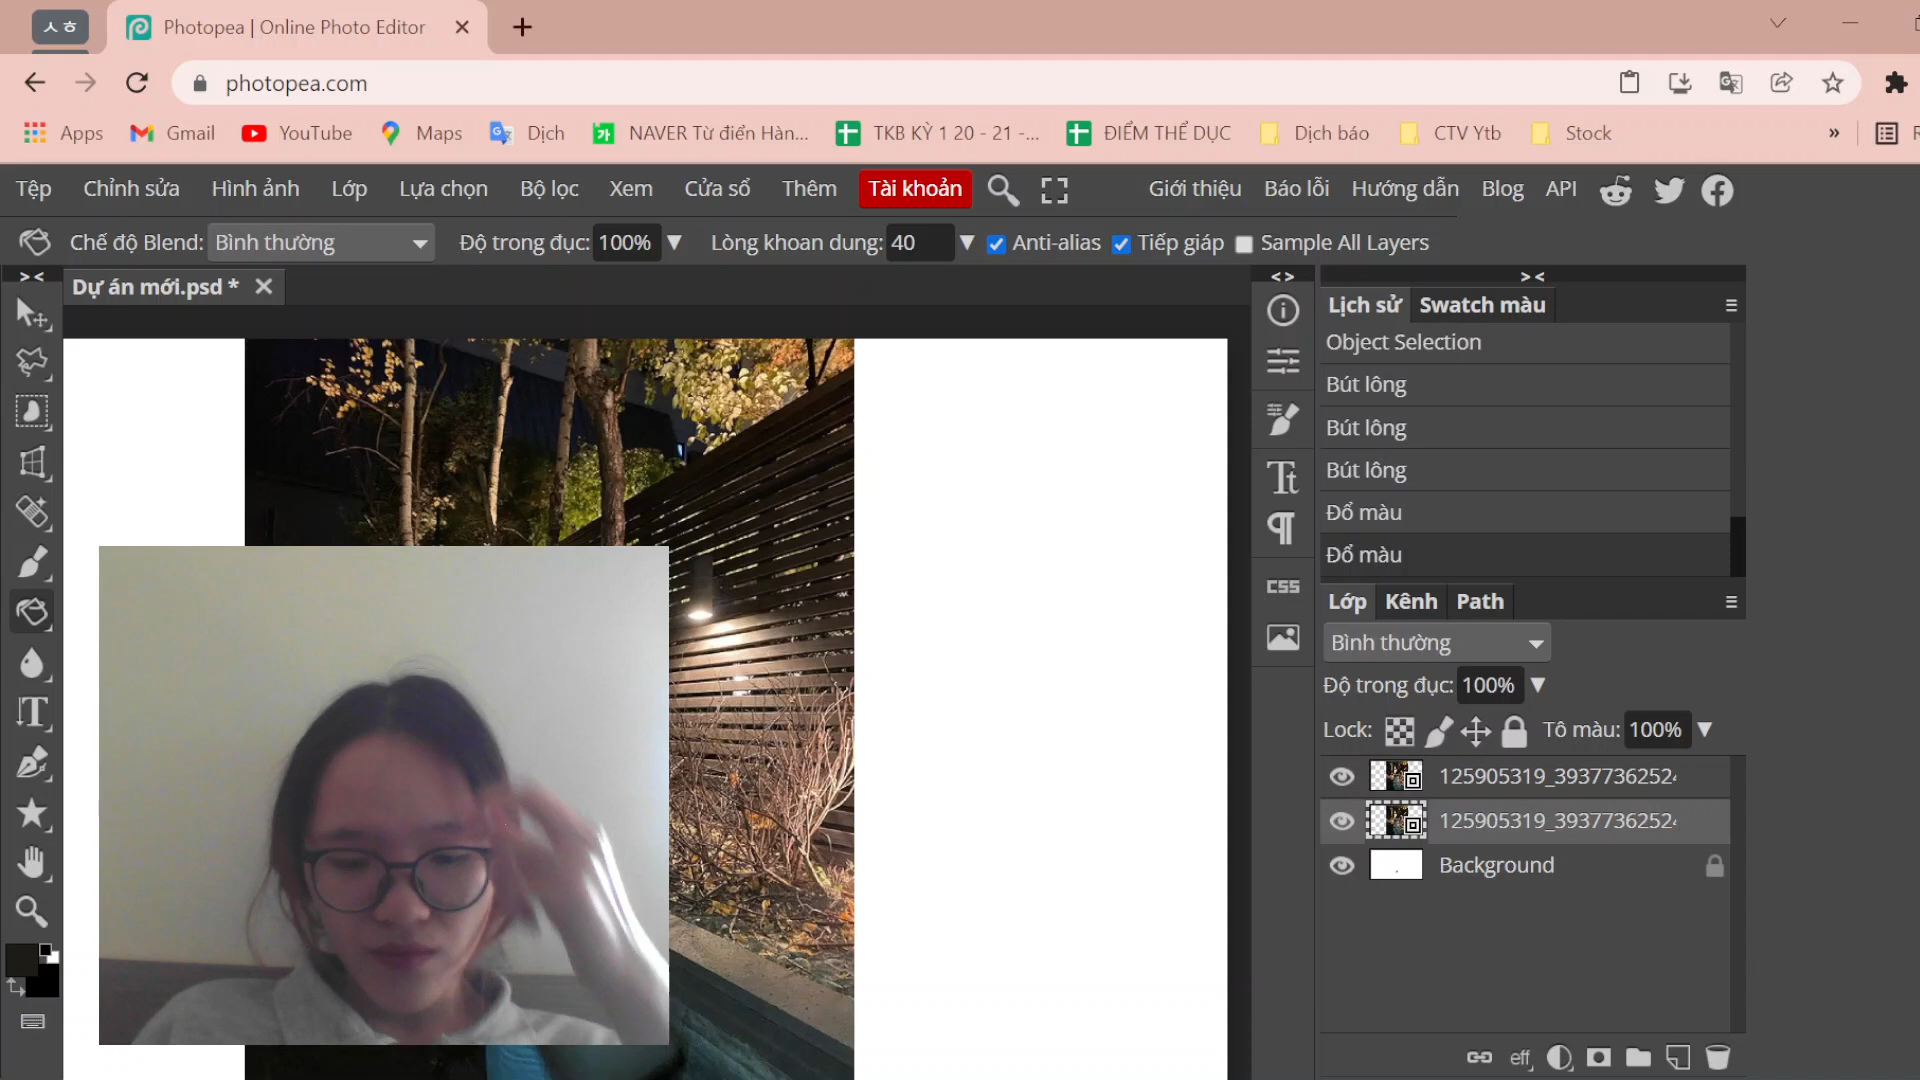 ㅅㅎ Photopea | Online Photo Editor
photopea.com
Apps Gmail YouTube Maps Dịch NAVER Từ điển Hàn... TKB KỲ 1 20 - 21 -... ĐIỂM THỂ DỤC Dịch báo CTV Ytb Stock »
Tệp Chỉnh sửa Hình ảnh Lớp Lựa chọn Bộ lọc Xem Cửa sổ Thêm Tài khoản Giới thiệu Báo lỗi Hướng dẫn Blog API
Chế độ Blend: Bình thường Độ trong đục: 100% Lòng khoan dung: 40 Anti-alias Tiếp giáp Sample All Layers
Dự án mới.psd *
Lịch sử Swatch màu
Object Selection
Bút lông
Bút lông
Bút lông
Đổ màu
Đổ màu
CSS
Lớp Kênh Path
Bình thường
Độ trong đục: 100%
Lock: Tô màu: 100%
125905319_3937736252
125905319_3937736252
Background
eff